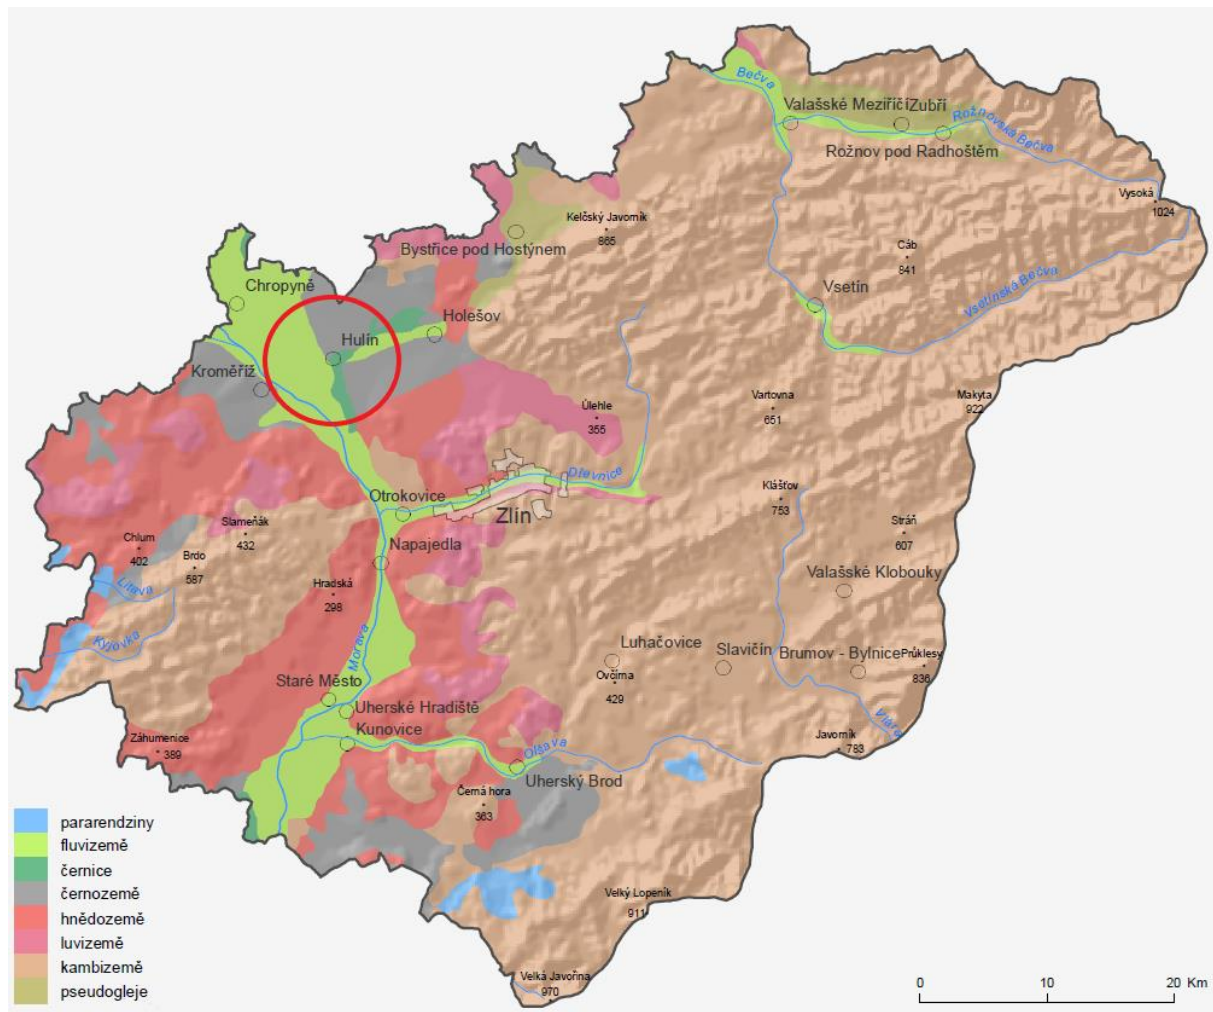 Bečva
Valašské Meziříčí
Zubří
Rožnovská Bečva
Rožnov pod Radhoštěm
Vysoká
1024
Kelčský Javorník
865
Bystřice pod Hostýnem
Cáb
841
Vsetínská Bečva
Chropyně
Vsetín
Holešov
Hulín
Kroměříž
Vartovna
651
Makyta
922
Úlehle
355
Dřevnice
Klášťov
753
Otrokovice
Zlín
Slameňák
432
Stráň
607
Chlum
402
Napajedla
Brdo
587
Hradská
298
Valašské Klobouky
Litava
Kyjovka
Morava
Luhačovice
Slavičín
Brumov - Bylnice
Průklesy
836
Ovčírna
429
Staré Město
Uherské Hradiště
Vlára
Kunovice
Javorník
783
Záhumenice
389
Olšava
Uherský Brod
Černá hora
363
pararendziny
fluvizemě
černice
černozemě
hnědozemě
luvizemě
kambizemě
pseudogleje
Velký Lopeník
911
Velká Javořina
970
0 10 20 Km